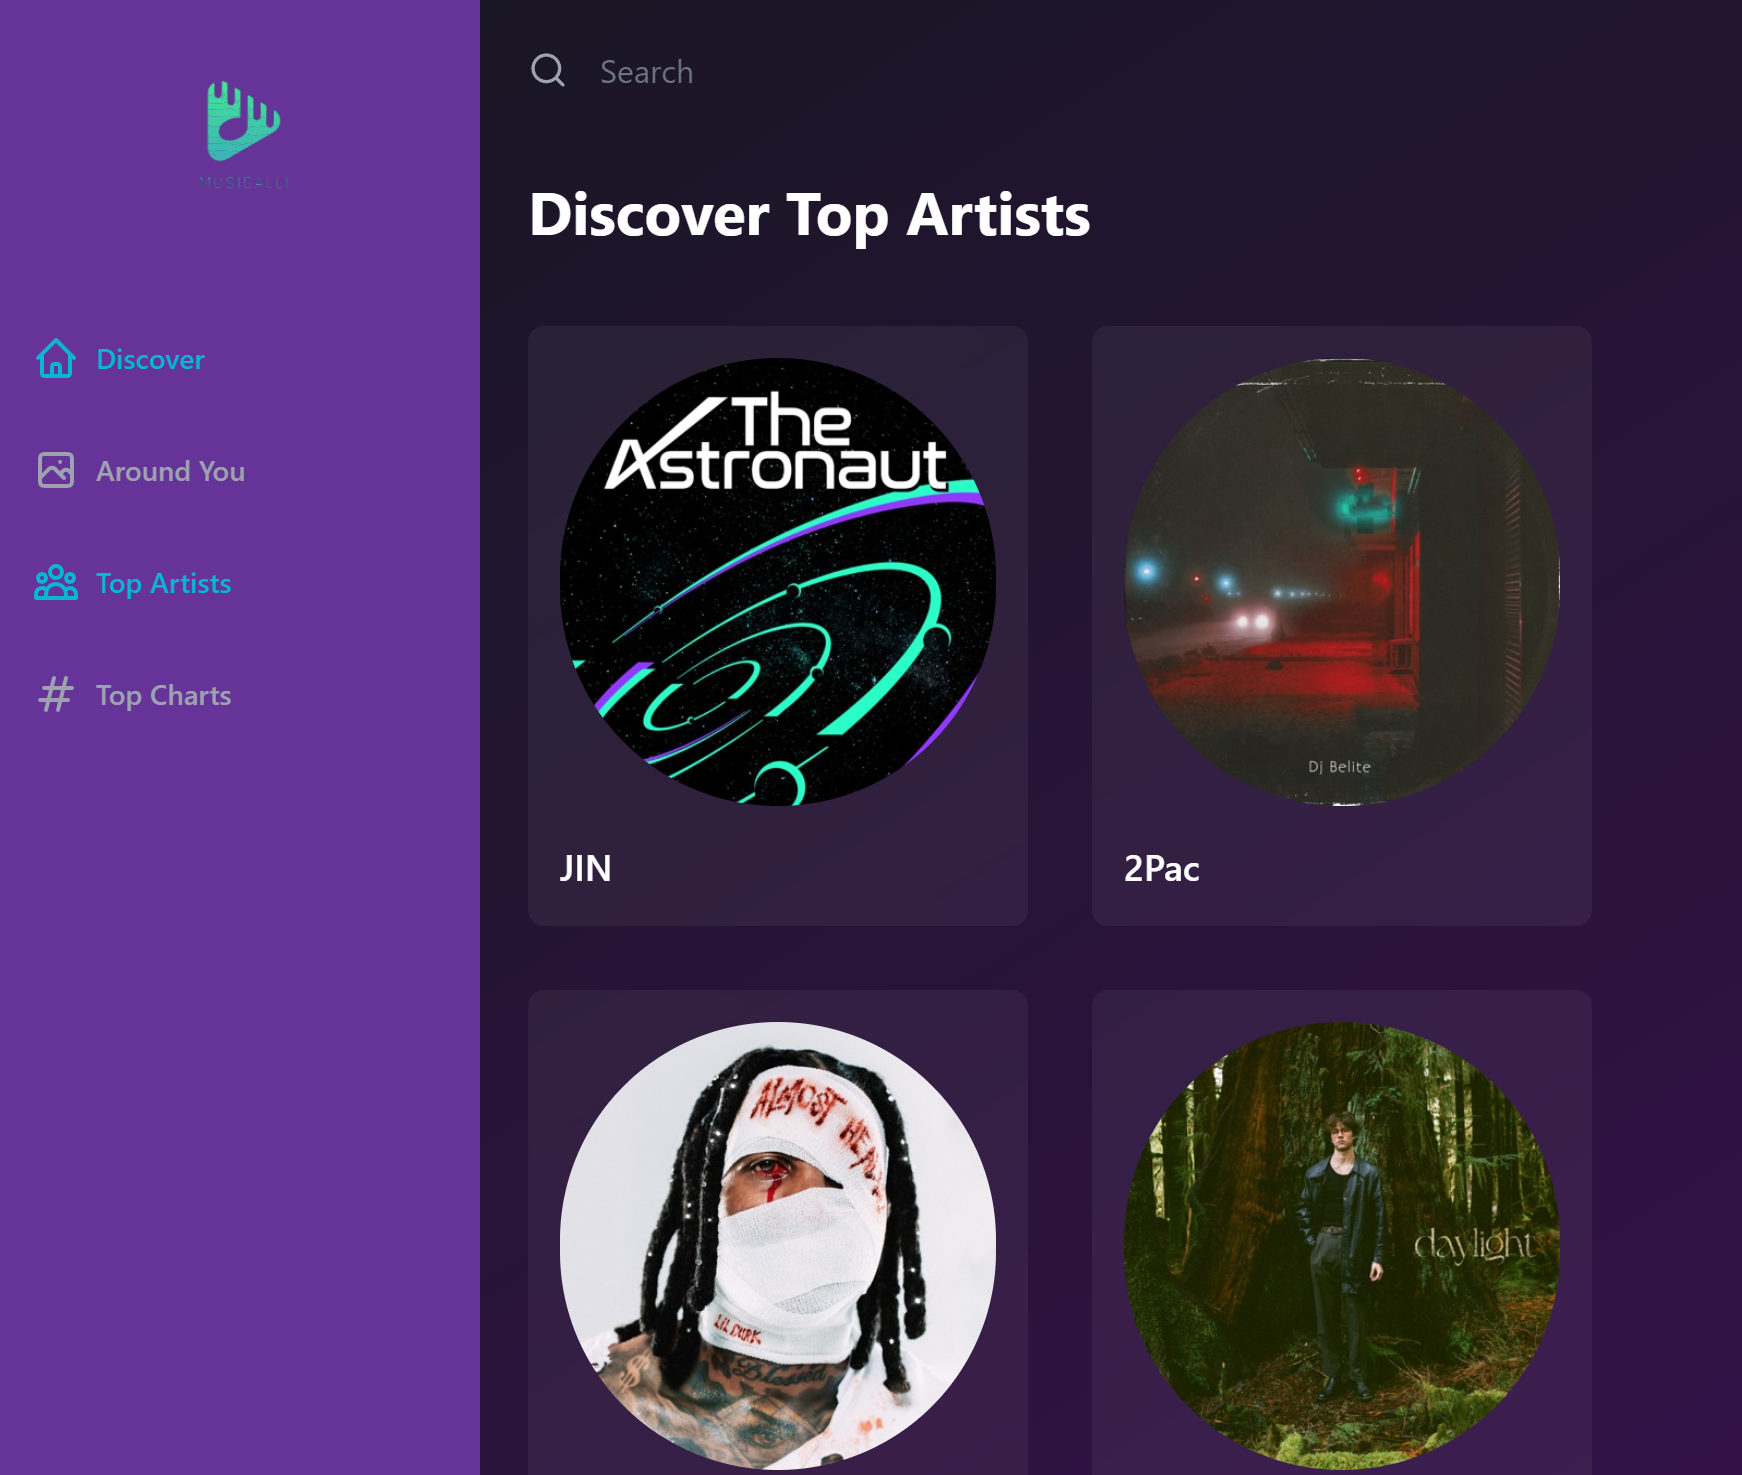 MUSICALLI
Discover
Around You
Top Artists
Top Charts
Search
Discover Top Artists
The
Astronaut
JIN
Dj Belite
2Pac
ALMOST HEALED
LIL DURK
Blessed
daylight